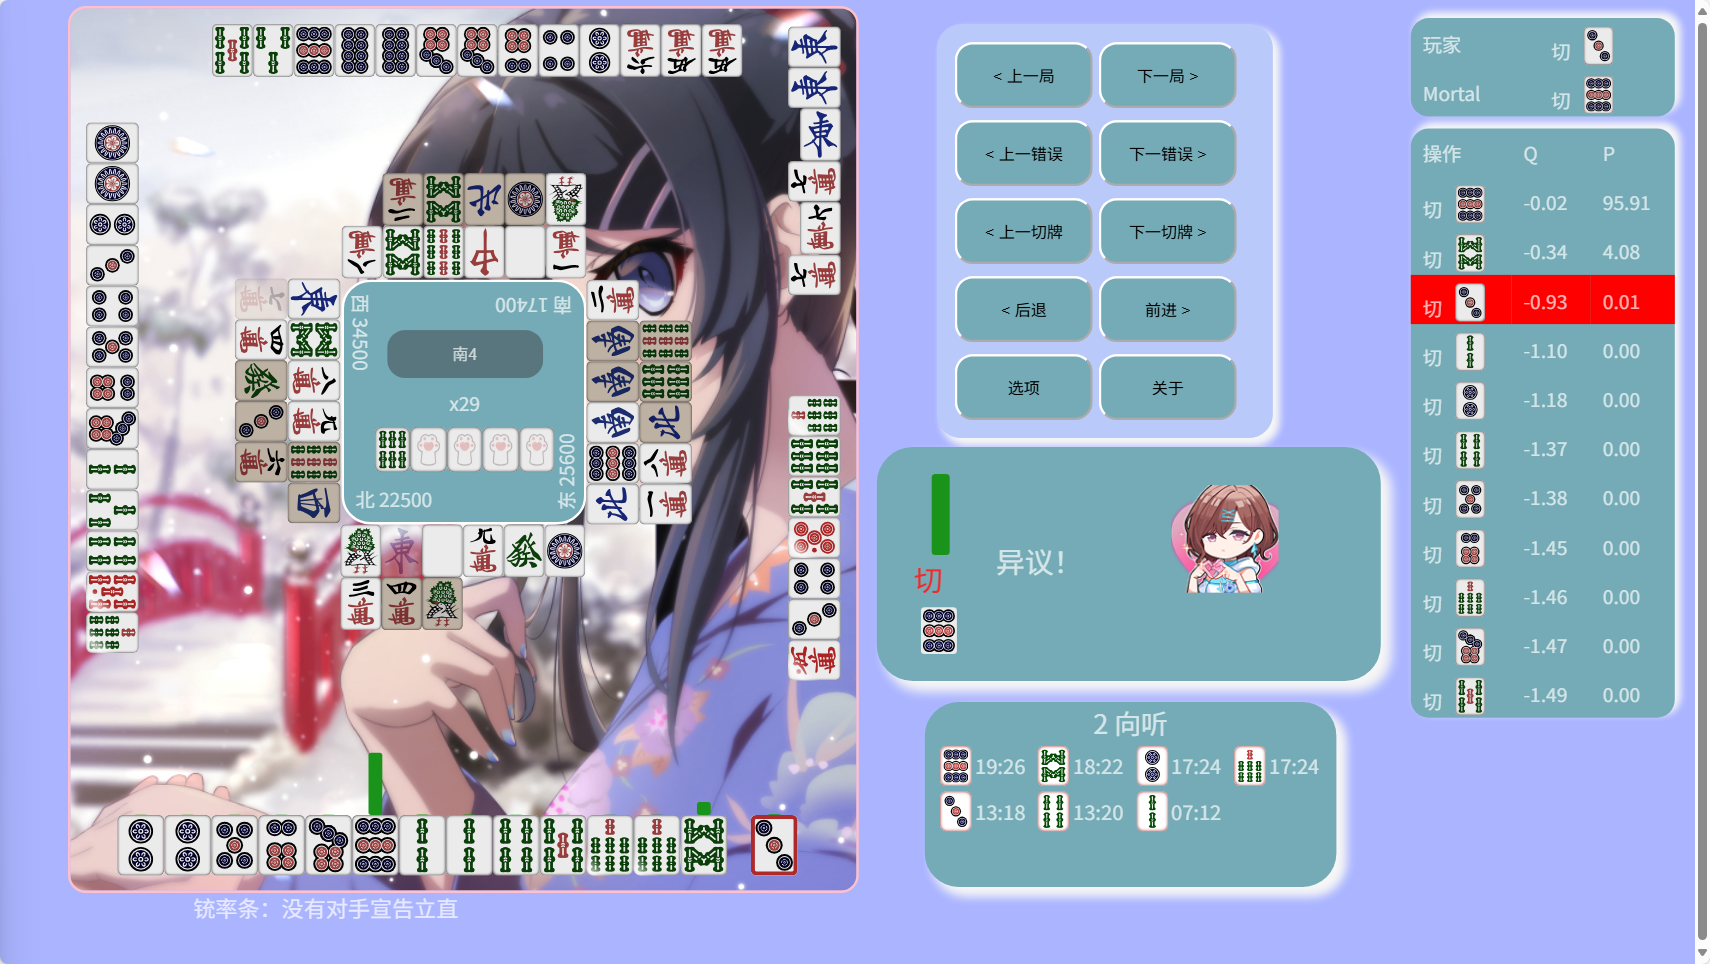 西 34500
南 17400
南4
x29
北 22500
东 25600
铳率条：没有对手宣告立直
< 上一局
下一局 >
< 上一错误
下一错误 >
< 上一切牌
下一切牌 >
< 后退
前进 >
选项
关于
切
异议！
2 向听
19:26
18:22
17:24
17:24
13:18
13:20
07:12
玩家 切
Mortal 切
操作 Q P
切 -0.02 95.91
切 -0.34 4.08
切 -0.93 0.01
切 -1.10 0.00
切 -1.18 0.00
切 -1.37 0.00
切 -1.38 0.00
切 -1.45 0.00
切 -1.46 0.00
切 -1.47 0.00
切 -1.49 0.00